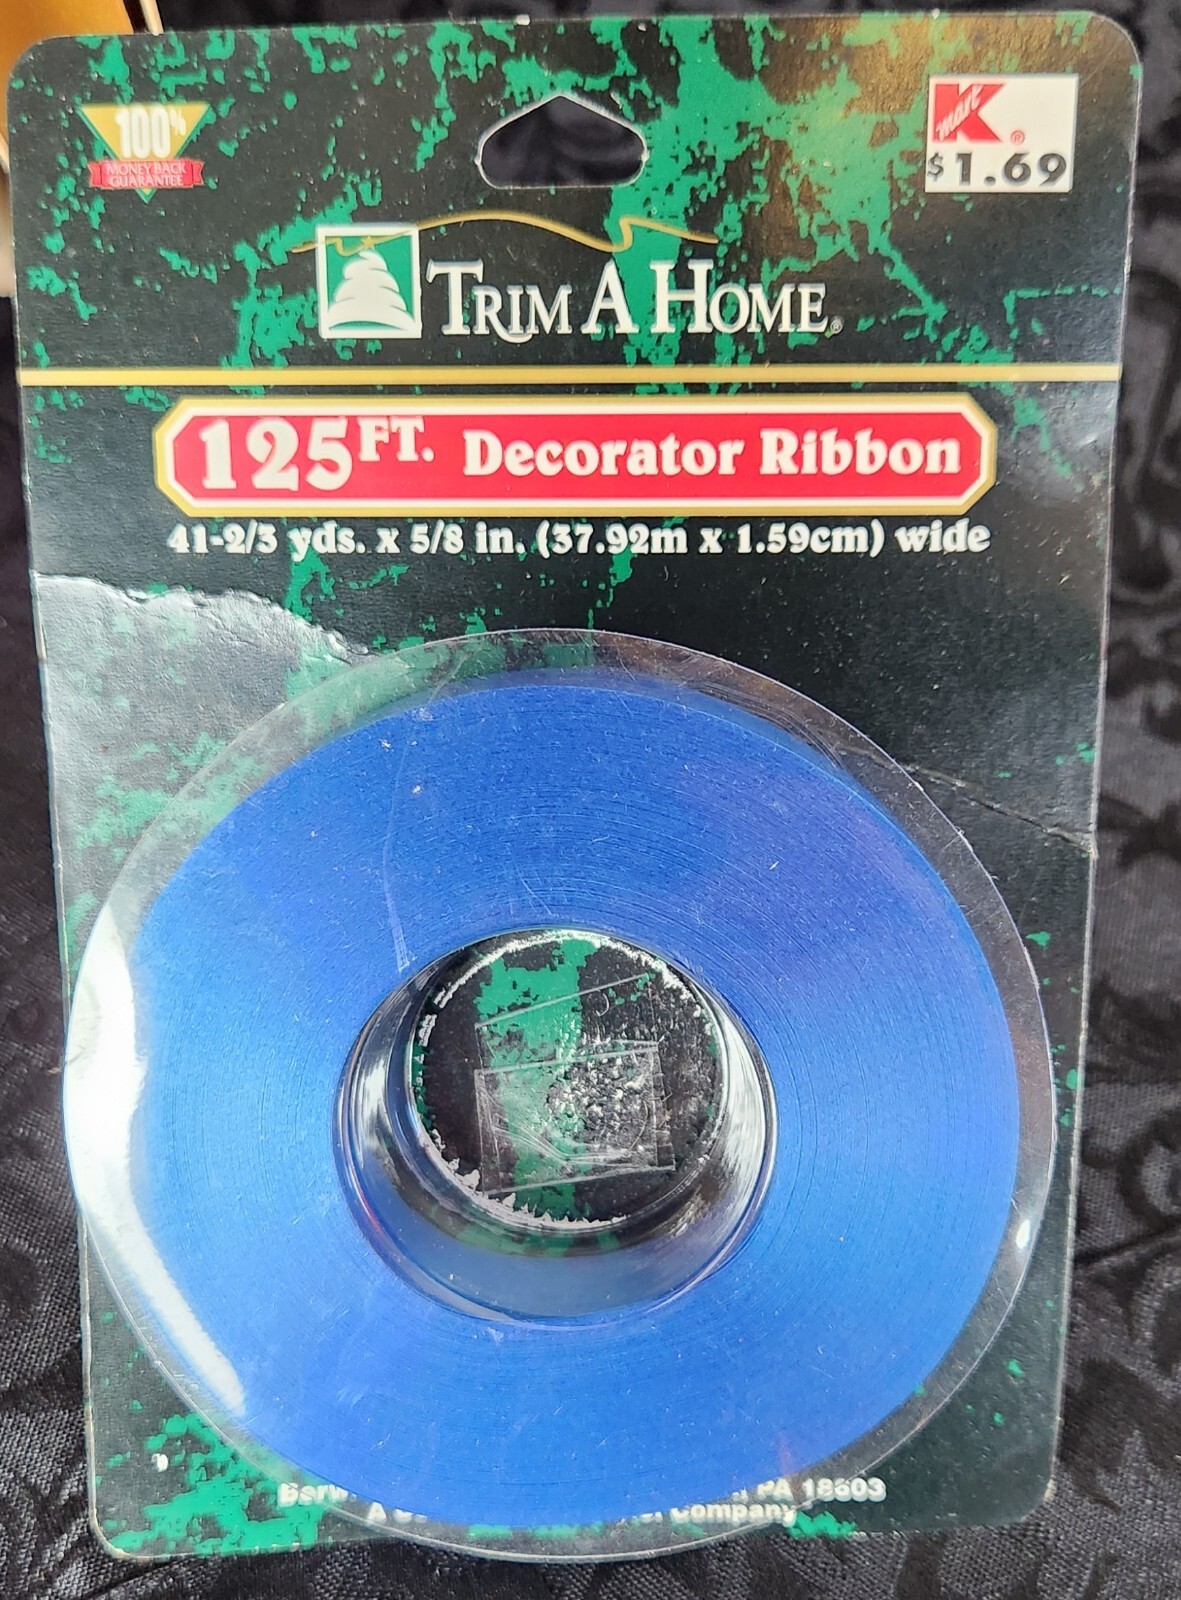 100%
MONEY BACK
GUARANTEE
Kmart®
$1.69
TRIM A HOME®
125 FT. Decorator Ribbon
41-2/3 yds. x 5/8 in. (37.92m x 1.59cm) wide
PA 18603
A Company